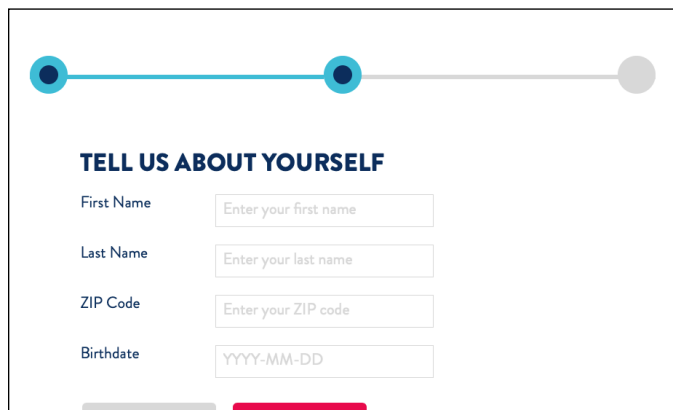 TELL US ABOUT YOURSELF
First Name
Enter your first name
Last Name
Enter your last name
ZIP Code
Enter your ZIP code
Birthdate
YYYY-MM-DD